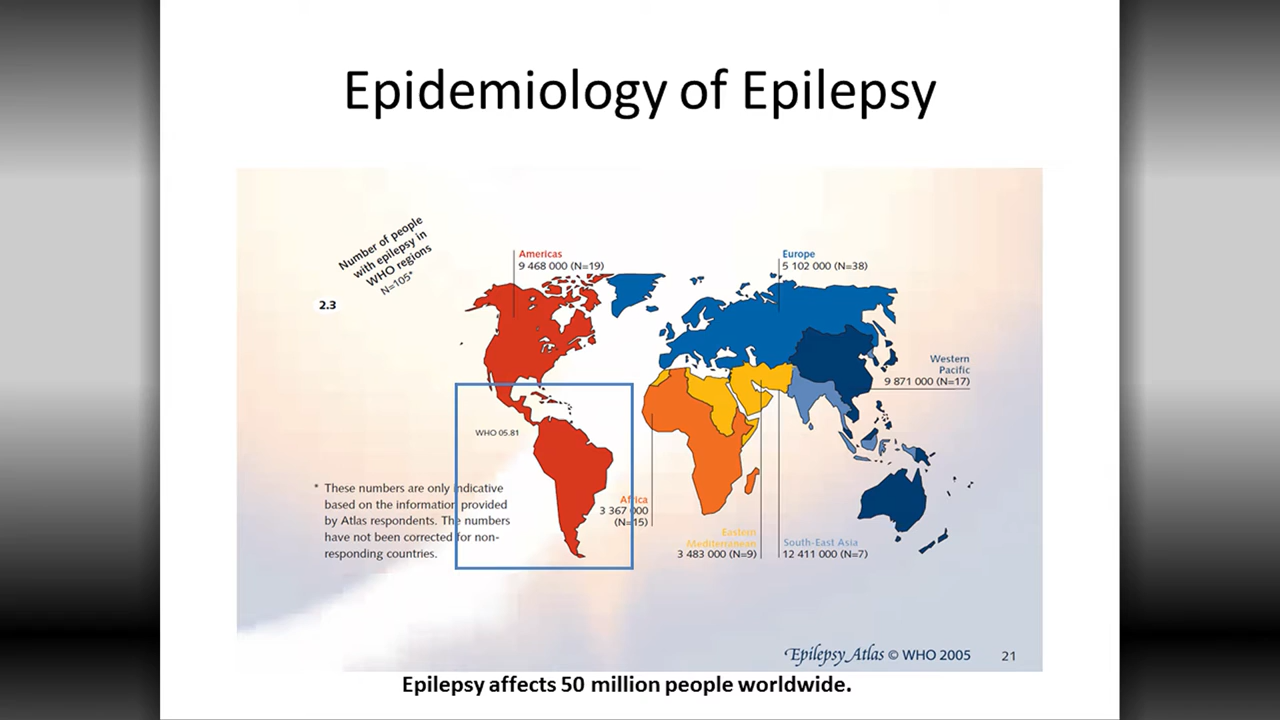 Epidemiology of Epilepsy
Number of people
with epilepsy in
WHO regions
N=105*
2.3
Americas
9 468 000 (N=19)
Europe
5 102 000 (N=38)
Western
Pacific
9 871 000 (N=17)
WHO 05.81
* These numbers are only indicative
based on the information provided
by Atlas respondents. The numbers
have not been corrected for non-
responding countries.
Africa
3 367 000
(N=15)
Eastern
Mediterranean
3 483 000 (N=9)
South-East Asia
12 411 000 (N=7)
Epilepsy Atlas © WHO 2005 21
Epilepsy affects 50 million people worldwide.